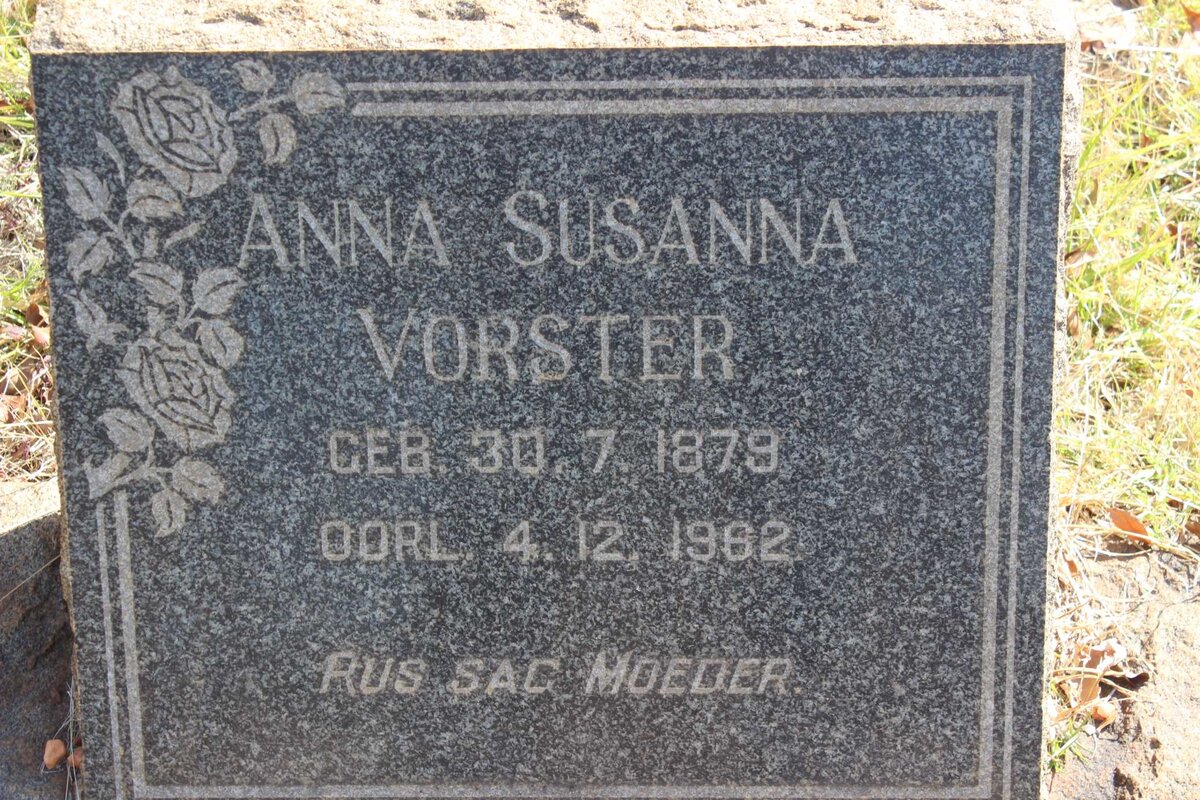 ANNA SUSANNA
VORSTER
GEB. 30. 7. 1879
OORL. 4. 12. 1962.
RUS SAG MOEDER.